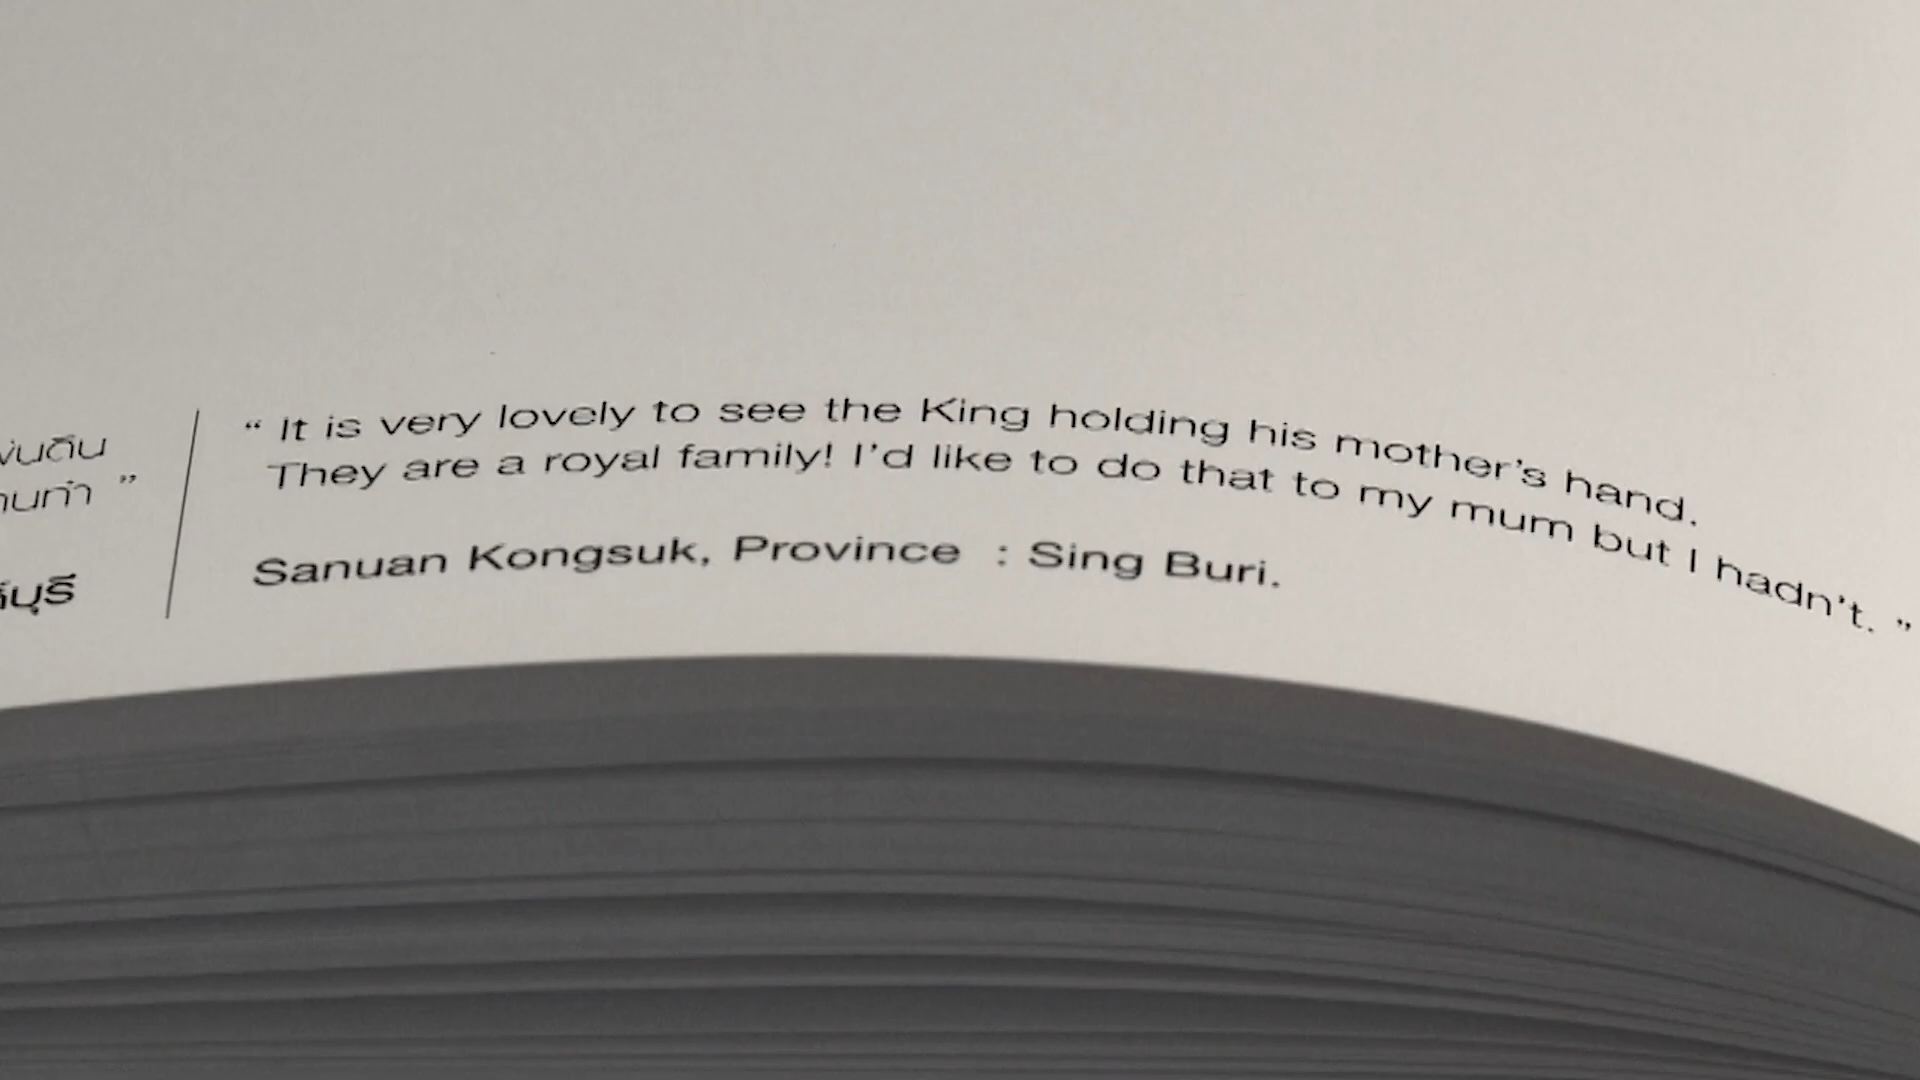 “ It is very lovely to see the King holding his mother’s hand.
They are a royal family! I’d like to do that to my mum but I hadn’t. ”
Sanuan Kongsuk, Province : Sing Buri.